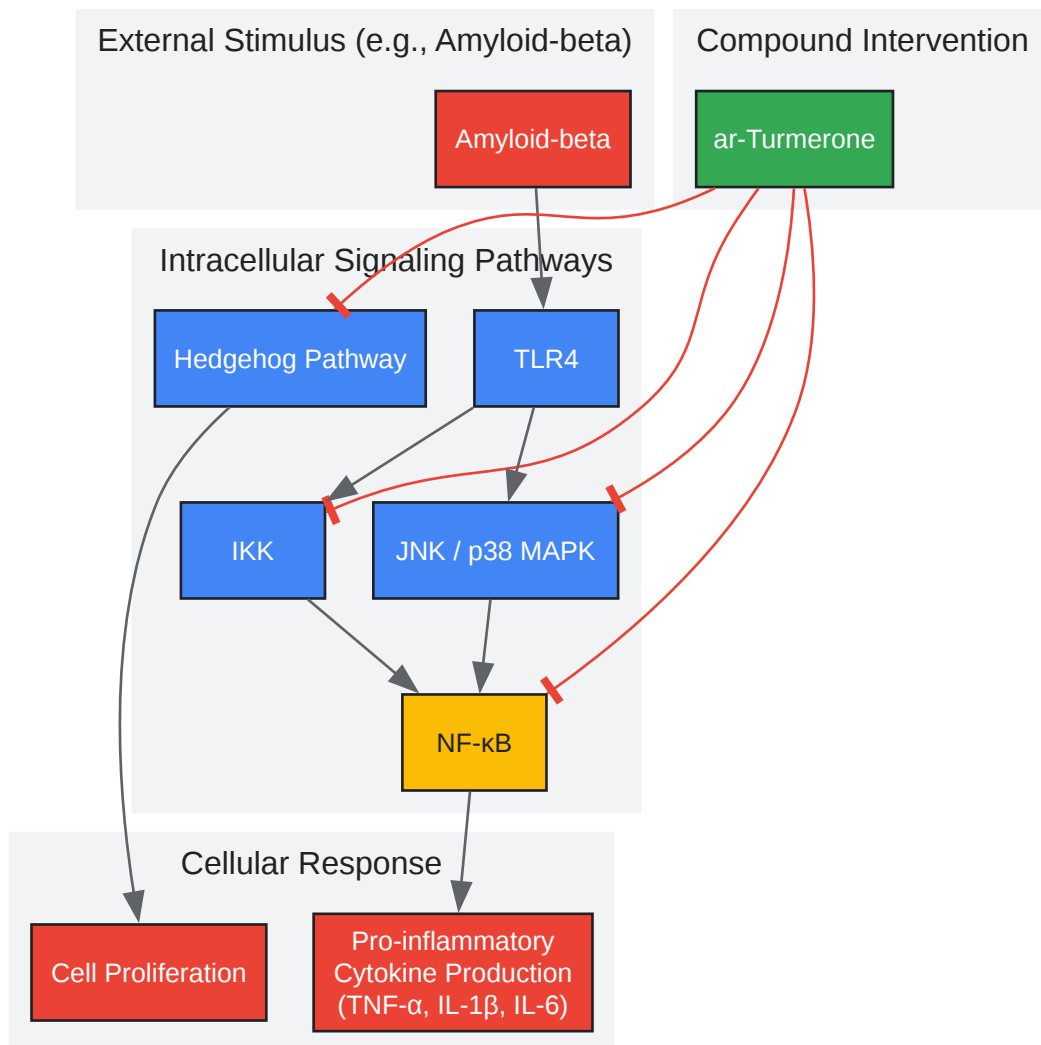 External Stimulus (e.g., Amyloid-beta)
Compound Intervention
Amyloid-beta
ar-Turmerone
Intracellular Signaling Pathways
Hedgehog Pathway
TLR4
IKK
JNK / p38 MAPK
NF-κB
Cellular Response
Cell Proliferation
Pro-inflammatory
Cytokine Production
(TNF-α, IL-1β, IL-6)